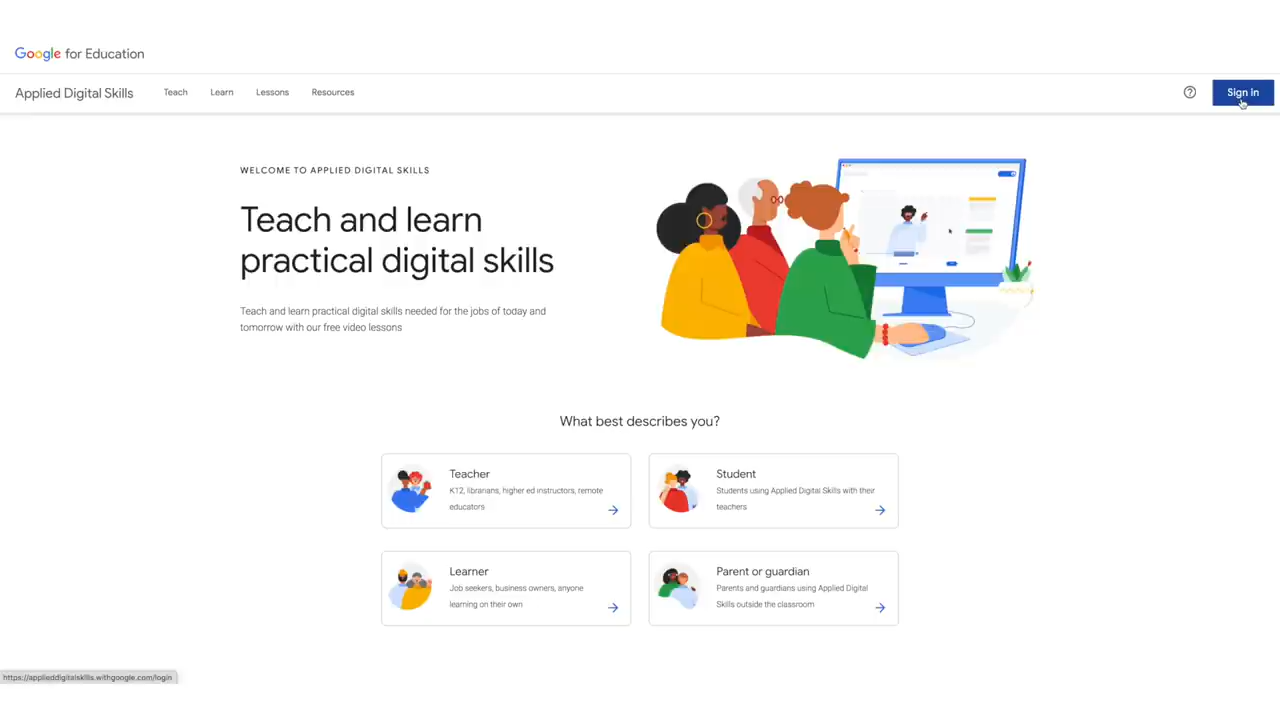 Google for Education
Applied Digital Skills
Teach
Learn
Lessons
Resources
Sign in
WELCOME TO APPLIED DIGITAL SKILLS
Teach and learn
practical digital skills
Teach and learn practical digital skills needed for the jobs of today and
tomorrow with our free video lessons
What best describes you?
Teacher
K12, librarians, higher ed instructors, remote
educators
Student
Students using Applied Digital Skills with their
teachers
Learner
Job seekers, business owners, anyone
learning on their own
Parent or guardian
Parents and guardians using Applied Digital
Skills outside the classroom
https://applieddigitalskills.withgoogle.com/login